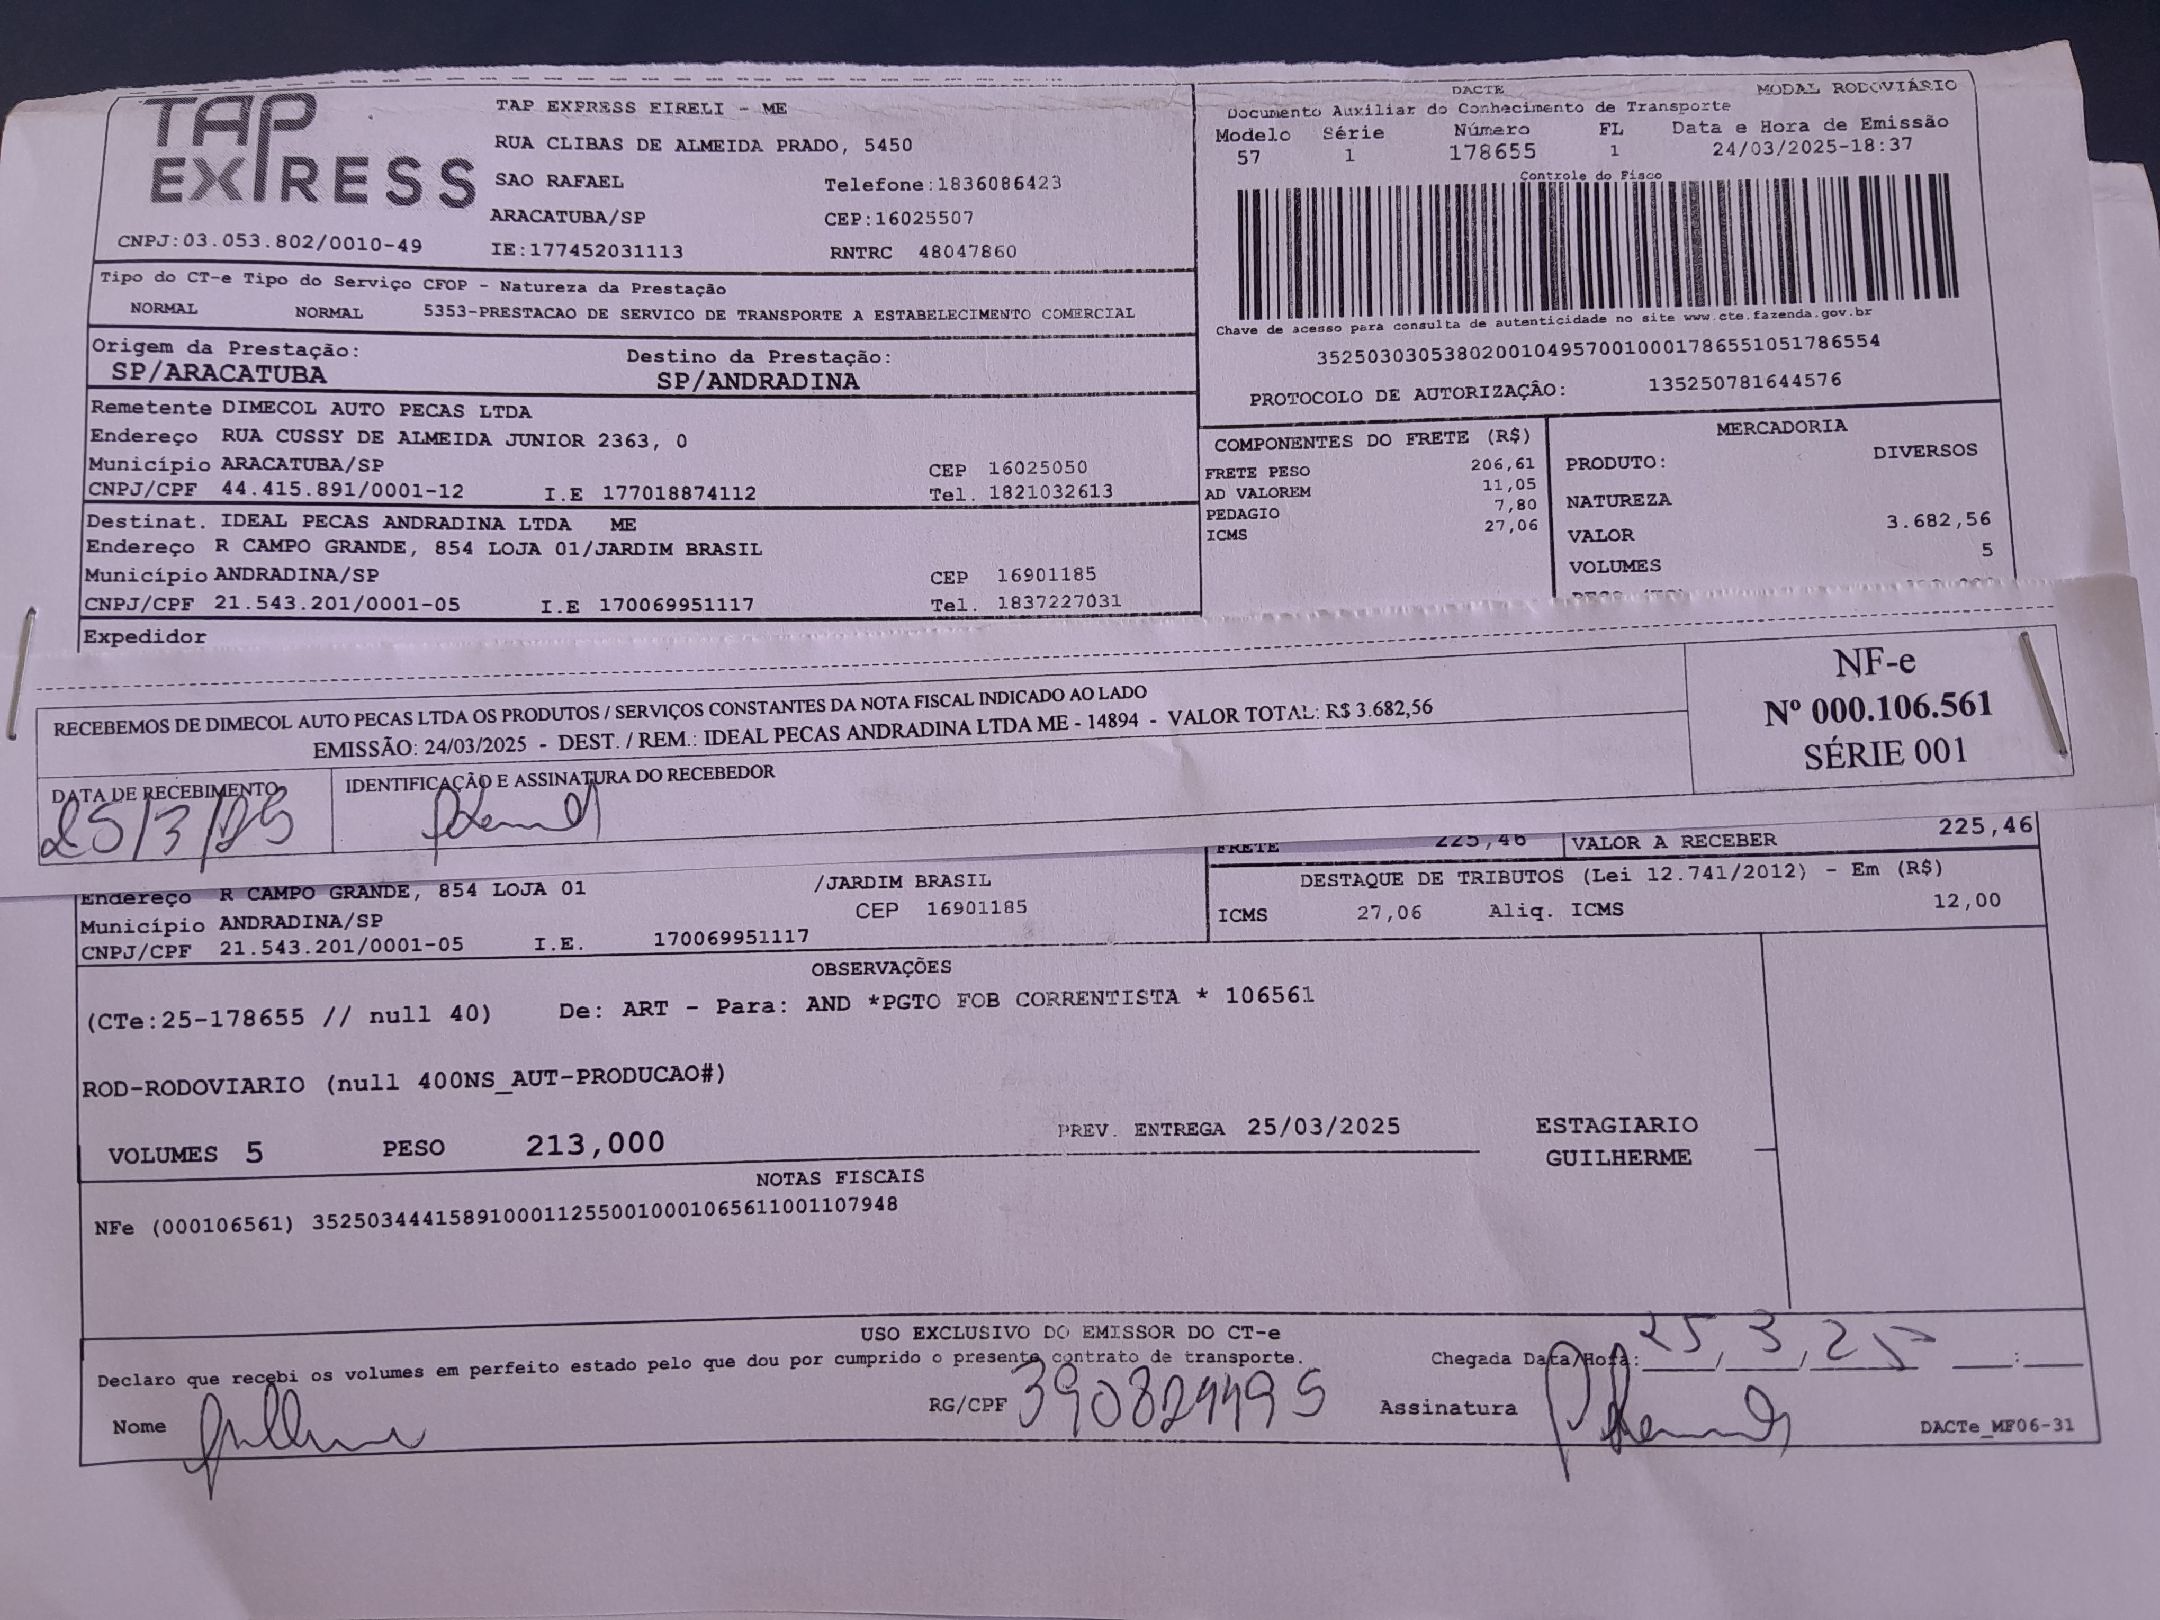 TAP EXPRESS
TAP EXPRESS EIRELI - ME
RUA CLIBAS DE ALMEIDA PRADO, 5450
SAO RAFAEL Telefone:1836086423
ARACATUBA/SP CEP:16025507
CNPJ:03.053.802/0010-49 IE:177452031113 RNTRC 48047860
DACTE MODAL RODOVIÁRIO
Documento Auxiliar do Conhecimento de Transporte
Modelo Série Número FL Data e Hora de Emissão
57 1 178655 1 24/03/2025-18:37
Controle do Fisco
Chave de acesso para consulta de autenticidade no site www.cte.fazenda.gov.br
35250303053802001049570010001786551051786554
PROTOCOLO DE AUTORIZAÇÃO: 135250781644576
Tipo do CT-e Tipo do Serviço CFOP - Natureza da Prestação
NORMAL NORMAL 5353-PRESTACAO DE SERVICO DE TRANSPORTE A ESTABELECIMENTO COMERCIAL
Origem da Prestação: Destino da Prestação:
SP/ARACATUBA SP/ANDRADINA
Remetente DIMECOL AUTO PECAS LTDA
Endereço RUA CUSSY DE ALMEIDA JUNIOR 2363, 0
Município ARACATUBA/SP CEP 16025050
CNPJ/CPF 44.415.891/0001-12 I.E 177018874112 Tel. 1821032613
Destinat. IDEAL PECAS ANDRADINA LTDA ME
Endereço R CAMPO GRANDE, 854 LOJA 01/JARDIM BRASIL
Município ANDRADINA/SP CEP 16901185
CNPJ/CPF 21.543.201/0001-05 I.E 170069951117 Tel. 1837227031
Expedidor
COMPONENTES DO FRETE (R$)
FRETE PESO 206,61
AD VALOREM 11,05
PEDAGIO 7,80
ICMS 27,06
MERCADORIA
PRODUTO: DIVERSOS
NATUREZA
VALOR 3.682,56
VOLUMES 5
RECEBEMOS DE DIMECOL AUTO PECAS LTDA OS PRODUTOS / SERVIÇOS CONSTANTES DA NOTA FISCAL INDICADO AO LADO
EMISSÃO: 24/03/2025 - DEST. / REM.: IDEAL PECAS ANDRADINA LTDA ME - 14894 - VALOR TOTAL: R$ 3.682,56
NF-e
Nº 000.106.561
SÉRIE 001
DATA DE RECEBIMENTO IDENTIFICAÇÃO E ASSINATURA DO RECEBEDOR
25/3/25
FRETE 225,46 VALOR A RECEBER 225,46
DESTAQUE DE TRIBUTOS (Lei 12.741/2012) - Em (R$)
ICMS 27,06 Aliq. ICMS 12,00
Endereço R CAMPO GRANDE, 854 LOJA 01 /JARDIM BRASIL
Município ANDRADINA/SP CEP 16901185
CNPJ/CPF 21.543.201/0001-05 I.E. 170069951117
OBSERVAÇÕES
(CTe:25-178655 // null 40) De: ART - Para: AND *PGTO FOB CORRENTISTA * 106561
ROD-RODOVIARIO (null 400NS_AUT-PRODUCAO#)
VOLUMES 5 PESO 213,000 PREV. ENTREGA 25/03/2025 ESTAGIARIO
GUILHERME
NOTAS FISCAIS
NFe (000106561) 35250344415891000112550010001065611001107948
USO EXCLUSIVO DO EMISSOR DO CT-e
Declaro que recebi os volumes em perfeito estado pelo que dou por cumprido o presente contrato de transporte. Chegada Data/Hora: 25/3/25 :
Nome RG/CPF 390824495 Assinatura
DACTe_MF06-31